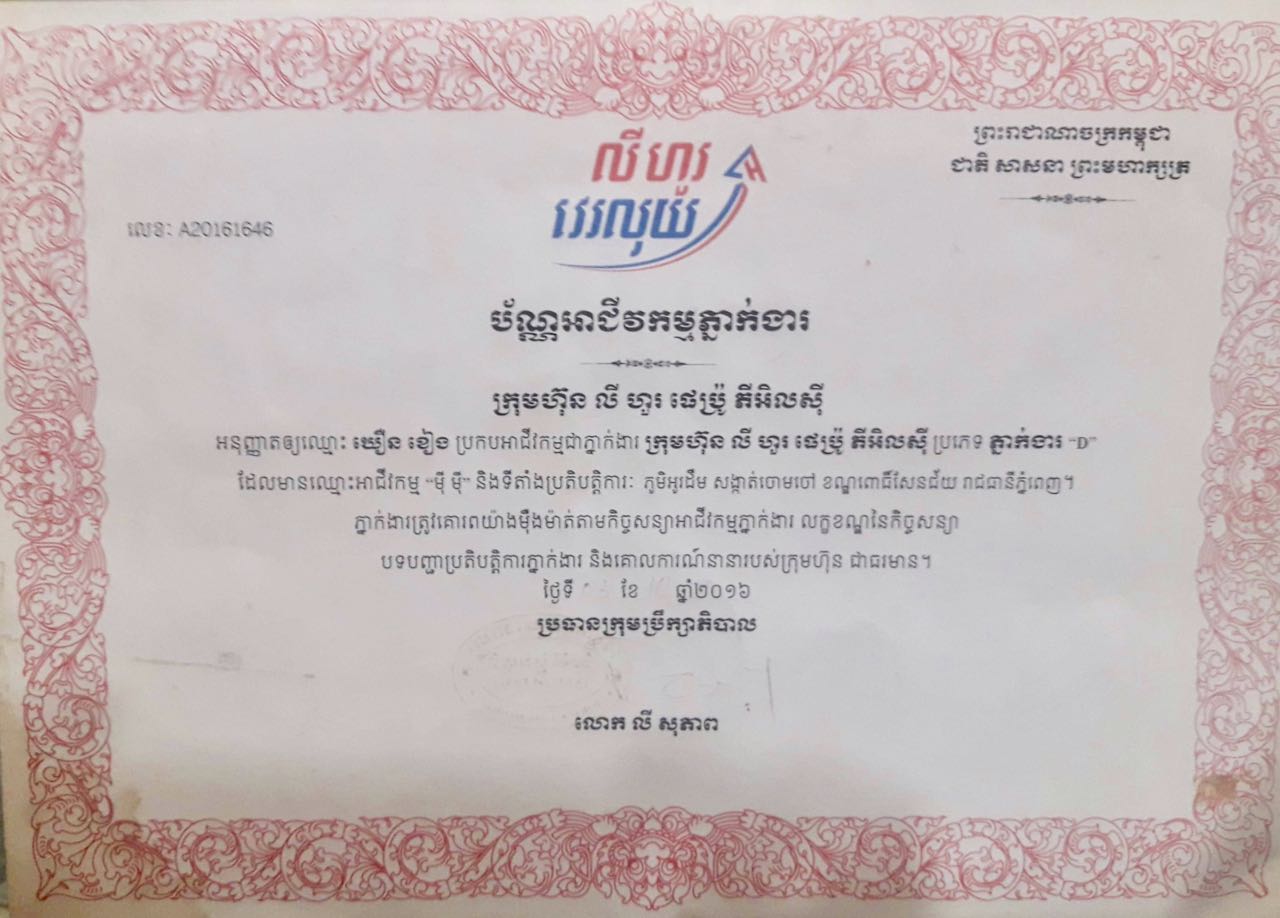 ព្រះរាជាណាចក្រកម្ពុជា
ជាតិ សាសនា ព្រះមហាក្សត្រ
លី ហួរ
វេរលុយ
លេខៈ A20161646
ប័ណ្ណអាជីវកម្មភ្នាក់ងារ
ក្រុមហ៊ុន លី ហួរ ផេប្រ៉ូ ភីអិលស៊ី
អនុញ្ញាតឲ្យឈ្មោះ ឃឿន ខៀង ប្រកបអាជីវកម្មជាភ្នាក់ងារ ក្រុមហ៊ុន លី ហួរ ផេប្រ៉ូ ភីអិលស៊ី ប្រភេទ ភ្នាក់ងារ “D”
ដែលមានឈ្មោះអាជីវកម្ម “ម៉ី ម៉ី” និងទីតាំងប្រតិបត្តិការៈ ភូមិអូរដឹម សង្កាត់ចោមចៅ ខណ្ឌពោធិ៍សែនជ័យ រាជធានីភ្នំពេញ។
ភ្នាក់ងារត្រូវគោរពយ៉ាងម៉ឺងម៉ាត់តាមកិច្ចសន្យាអាជីវកម្មភ្នាក់ងារ លក្ខខណ្ឌនៃកិច្ចសន្យា
បទបញ្ជាប្រតិបត្តិការភ្នាក់ងារ និងគោលការណ៍នានារបស់ក្រុមហ៊ុន ជាធរមាន។
ថ្ងៃទី ខែ ឆ្នាំ២០១៦
ប្រធានក្រុមប្រឹក្សាភិបាល
លោក លី សុភាព